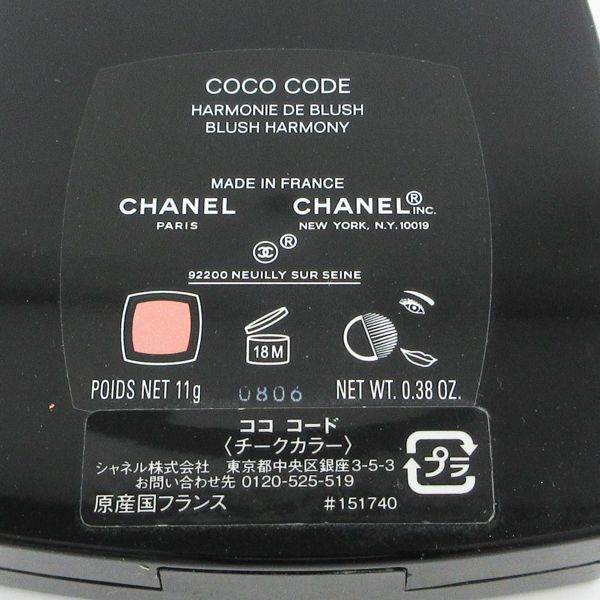 COCO CODE
HARMONIE DE BLUSH
BLUSH HARMONY
MADE IN FRANCE
CHANEL
PARIS
CHANEL® INC.
NEW YORK, N.Y. 10019
®
92200 NEUILLY SUR SEINE
18 M
POIDS NET 11g
0806
NET WT. 0.38 OZ.
ココ コード
〈チークカラー〉
シャネル株式会社 東京都中央区銀座3-5-3
お問い合わせ先 0120-525-519
原産国フランス
#151740
プラ